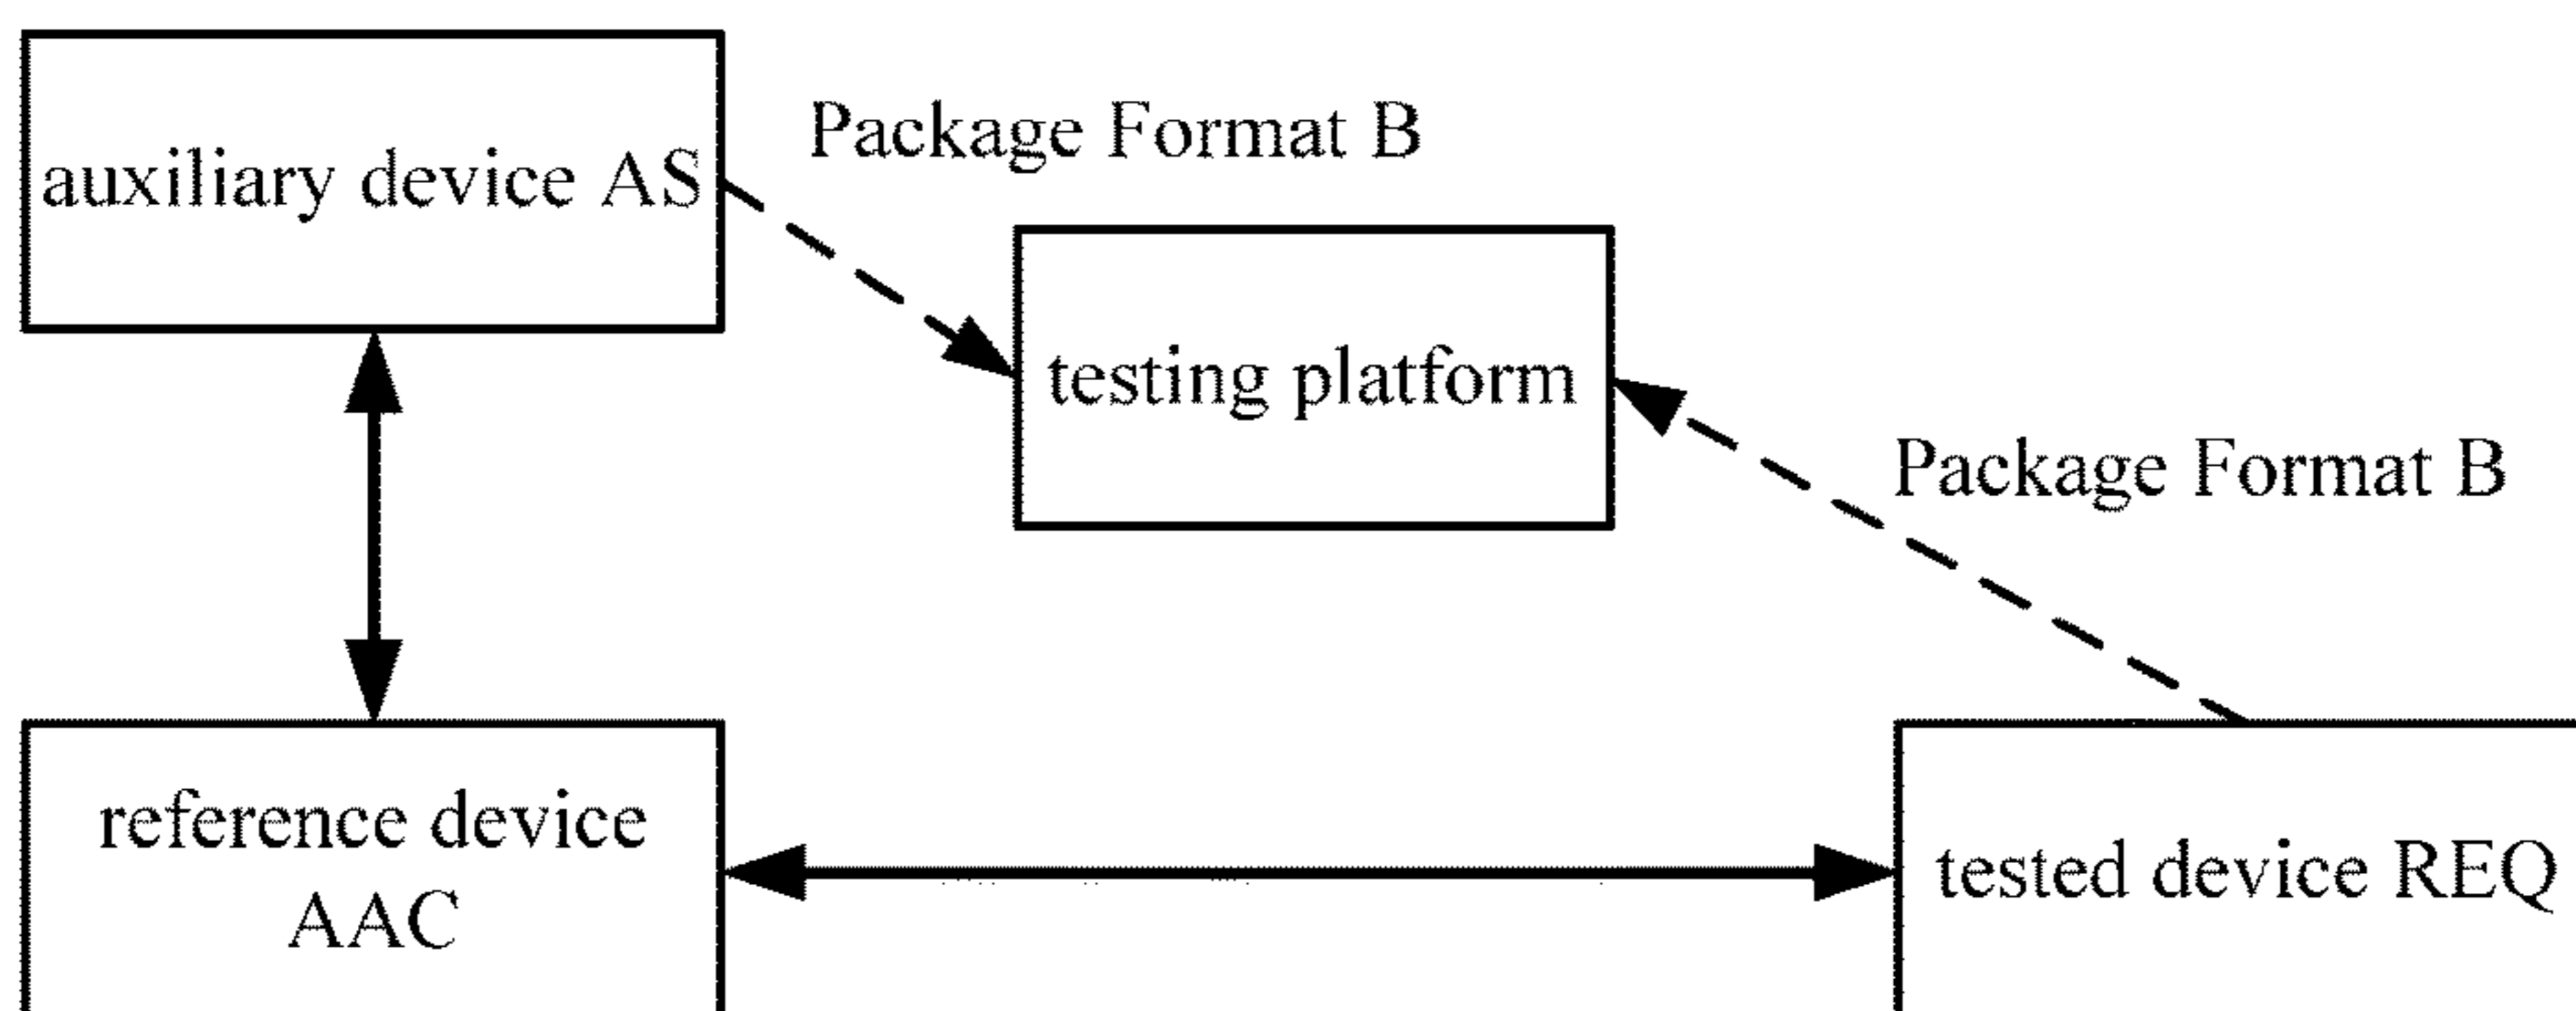 auxiliary device AS
Package Format B
testing platform
Package Format B
reference device
AAC
tested device REQ